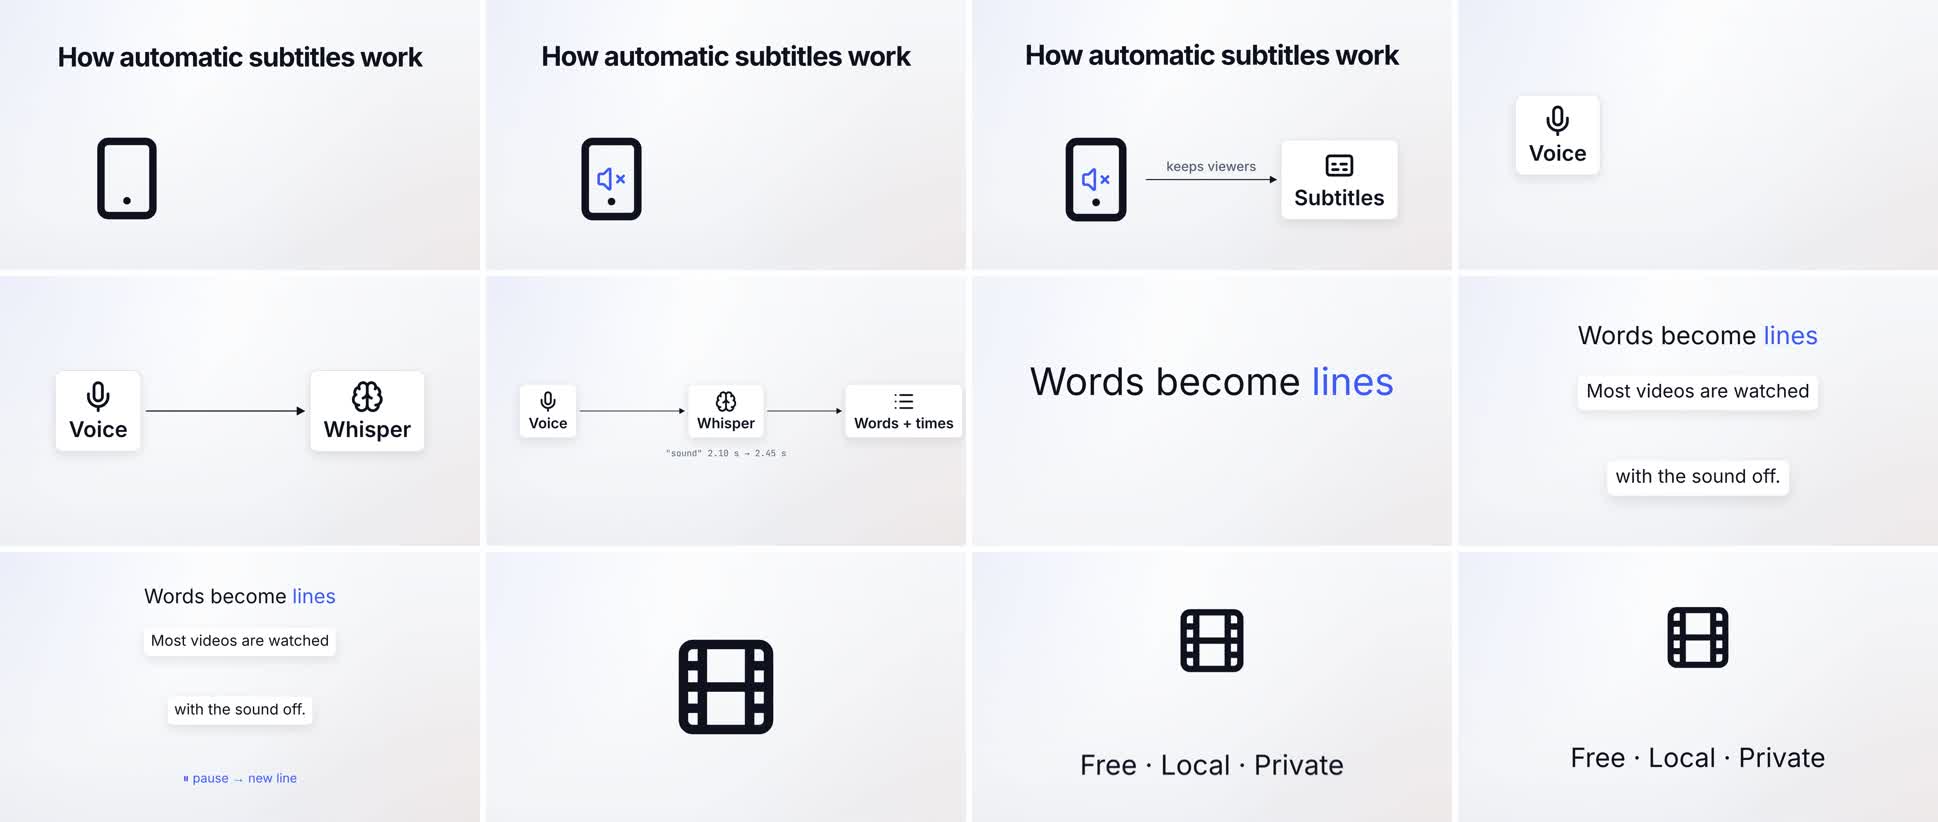 How automatic subtitles work
How automatic subtitles work
How automatic subtitles work
keeps viewers
Subtitles
Voice
Voice
Whisper
Voice
Whisper
Words + times
"sound" 2.10 s → 2.45 s
Words become lines
Words become lines
Most videos are watched
with the sound off.
Words become lines
Most videos are watched
with the sound off.
⏸ pause → new line
Free · Local · Private
Free · Local · Private